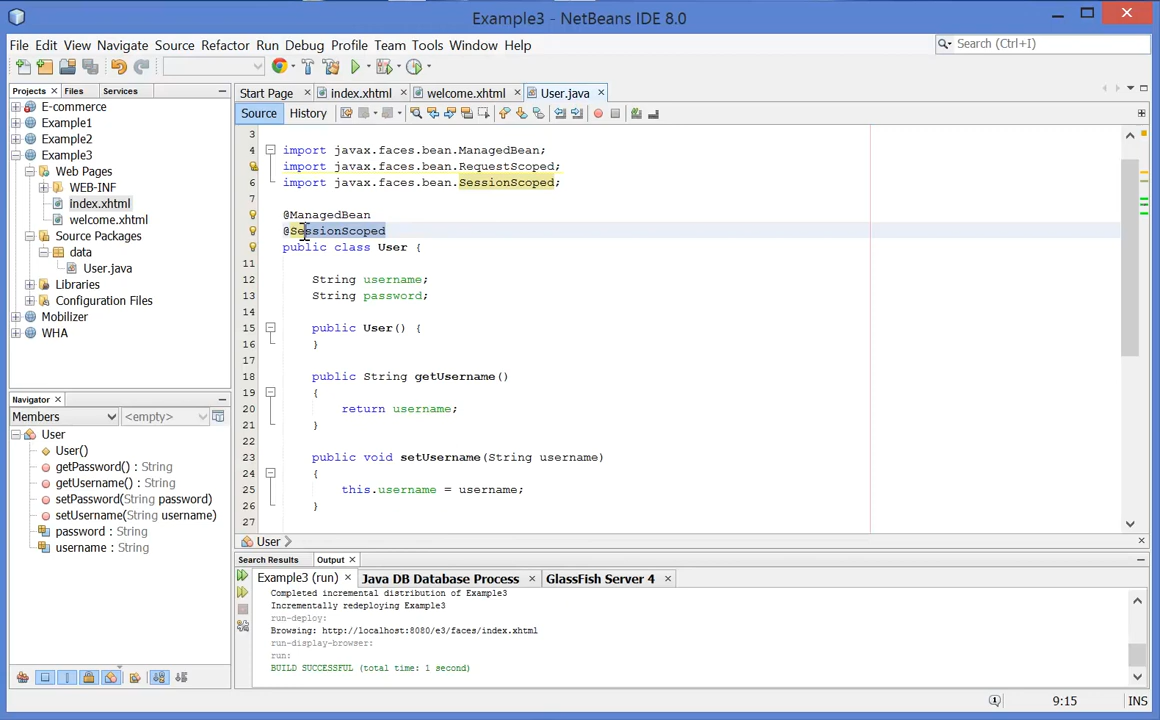 Example3 - NetBeans IDE 8.0
File Edit View Navigate Source Refactor Run Debug Profile Team Tools Window Help
Search (Ctrl+I)
Projects Files Services
E-commerce
Example1
Example2
Example3
Web Pages
WEB-INF
index.xhtml
welcome.xhtml
Source Packages
data
User.java
Libraries
Configuration Files
Mobilizer
WHA
Start Page index.xhtml welcome.xhtml User.java
Source History
3
4 import javax.faces.bean.ManagedBean;
import javax.faces.bean.RequestScoped;
6 import javax.faces.bean.SessionScoped;
7
@ManagedBean
@SessionScoped
public class User {
11
12 String username;
13 String password;
14
15 public User() {
16 }
17
18 public String getUsername()
19 {
20 return username;
21 }
22
23 public void setUsername(String username)
24 {
25 this.username = username;
26 }
27
User
Navigator
Members <empty>
User
User()
getPassword() : String
getUsername() : String
setPassword(String password)
setUsername(String username)
password : String
username : String
Search Results Output
Example3 (run) Java DB Database Process GlassFish Server 4
Completed incremental distribution of Example3
Incrementally redeploying Example3
run-deploy:
Browsing: http://localhost:8080/e3/faces/index.xhtml
run-display-browser:
run:
BUILD SUCCESSFUL (total time: 1 second)
9:15 INS